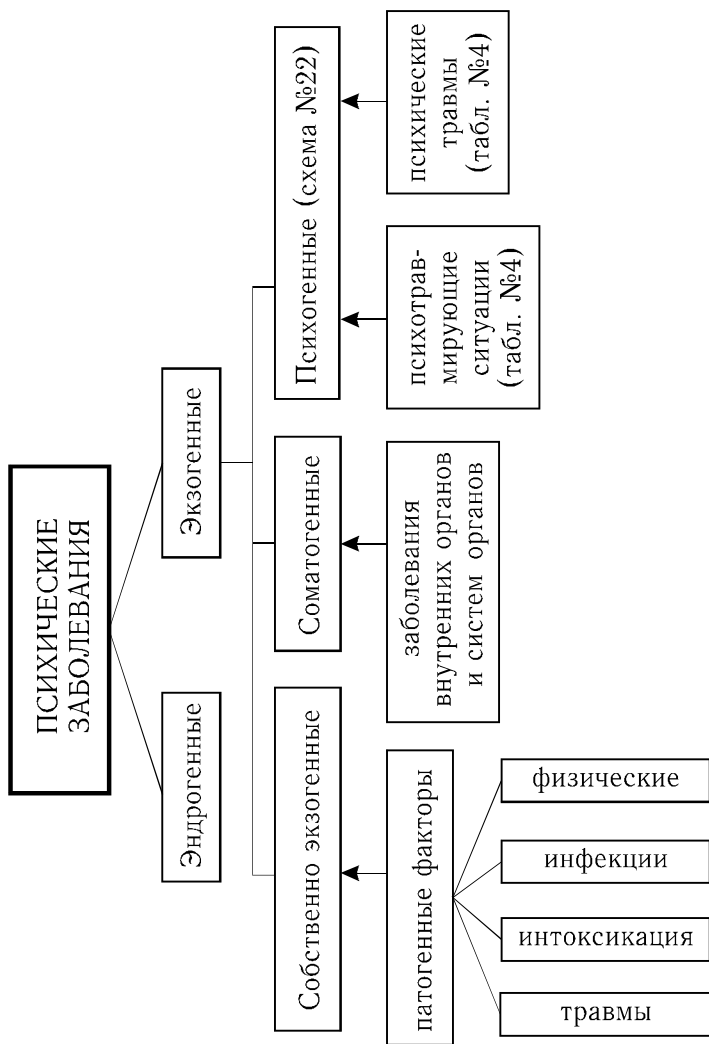 ПСИХИЧЕСКИЕ
ЗАБОЛЕВАНИЯ
Эндрогенные
Экзогенные
Собственно экзогенные
Соматогенные
Психогенные (схема №22)
патогенные факторы
заболевания
внутренних органов
и систем органов
психотрав-
мирующие
ситуации
(табл. №4)
психические
травмы
(табл. №4)
травмы
интоксикация
инфекции
физические